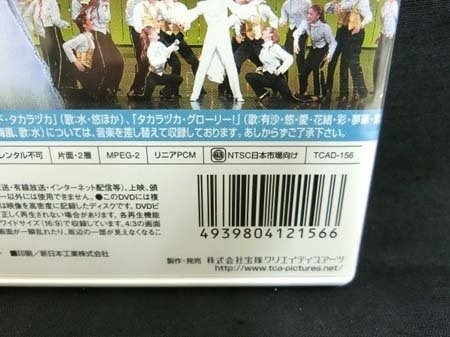 ド・タカラヅカ」(歌:水・悠ほか)、「タカラヅカ・グローリー!」(歌:有沙・悠・愛・花緒・彩・夢華・
清風、歌:水)については、音楽を差し替えて収録しております。あしからずご了承下さい。
レンタル不可 片面・2層 MPEG-2 リニアPCM NTSC日本市場向け TCAD-156
放送・有線放送・インターネット配信等)、上映、頒
以外には使用できません。 ●このDVDには複
は映像を高密度に記録したディスクです。DVDビ
正しく再生されない場合があります。各再生機能
ワイドサイズ(16:9)で収録しています。4:3の画面
画面が一瞬乱れたり、周辺の一部が見えなくなるこ
■印刷/新日本工業株式会社
4939804121566
製作・発売 株式会社宝塚クリエイティブアーツ
http://www.tca-pictures.net/